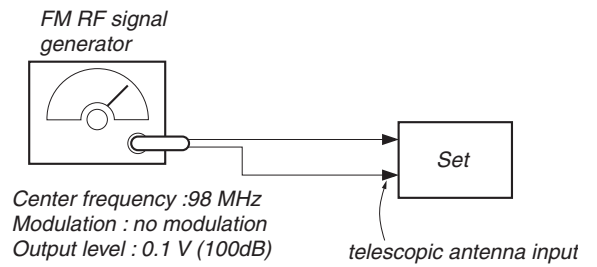 FM RF signal
generator
Set
Center frequency :98 MHz
Modulation : no modulation
Output level : 0.1 V (100dB)
telescopic antenna input